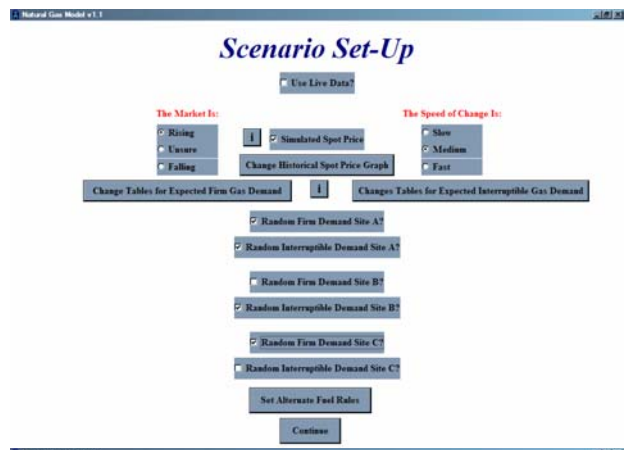 Natural Gas Model v1.1
Scenario Set-Up
Use Live Data?
The Market Is:
The Speed of Change Is:
Rising
Unsure
Falling
i
Simulated Spot Price
Slow
Medium
Fast
Change Historical Spot Price Graph
Change Tables for Expected Firm Gas Demand
i
Changes Tables for Expected Interruptible Gas Demand
Random Firm Demand Site A?
Random Interruptible Demand Site A?
Random Firm Demand Site B?
Random Interruptible Demand Site B?
Random Firm Demand Site C?
Random Interruptible Demand Site C?
Set Alternate Fuel Rules
Continue